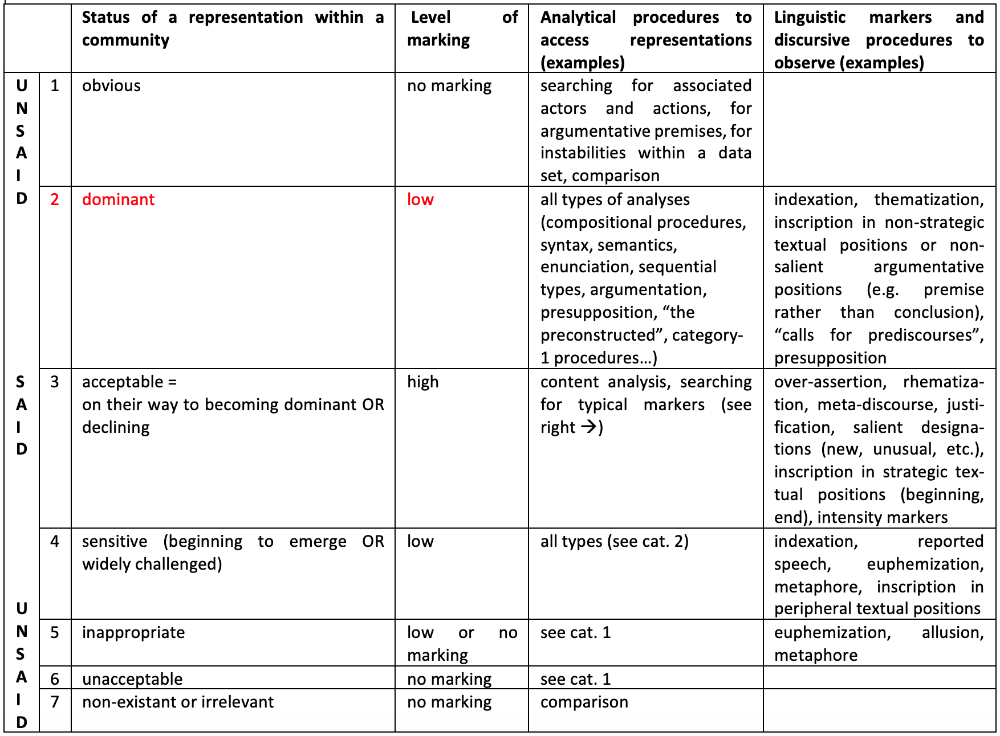 Status of a representation within a community
Level of marking
Analytical procedures to access representations (examples)
Linguistic markers and discursive procedures to observe (examples)
U
N
S
A
I
D
1
obvious
no marking
searching for associated
actors and actions, for
argumentative premises, for
instabilities within a data
set, comparison
2
dominant
low
all types of analyses
(compositional procedures,
syntax, semantics,
enunciation, sequential
types, argumentation,
presupposition, “the
preconstructed”, category-
1 procedures…)
indexation, thematization,
inscription in non-strategic
textual positions or non-
salient argumentative
positions (e.g. premise
rather than conclusion),
“calls for prediscourses”,
presupposition
S
A
I
D
3
acceptable =
on their way to becoming dominant OR
declining
high
content analysis, searching
for typical markers (see
right →)
over-assertion, rhematiza-
tion, meta-discourse, justi-
fication, salient designa-
tions (new, unusual, etc.),
inscription in strategic tex-
tual positions (beginning,
end), intensity markers
4
sensitive (beginning to emerge OR
widely challenged)
low
all types (see cat. 2)
indexation, reported
speech, euphemization,
metaphore, inscription in
peripheral textual positions
U
N
S
A
I
D
5
inappropriate
low or no
marking
see cat. 1
euphemization, allusion,
metaphore
6
unacceptable
no marking
see cat. 1
7
non-existant or irrelevant
no marking
comparison